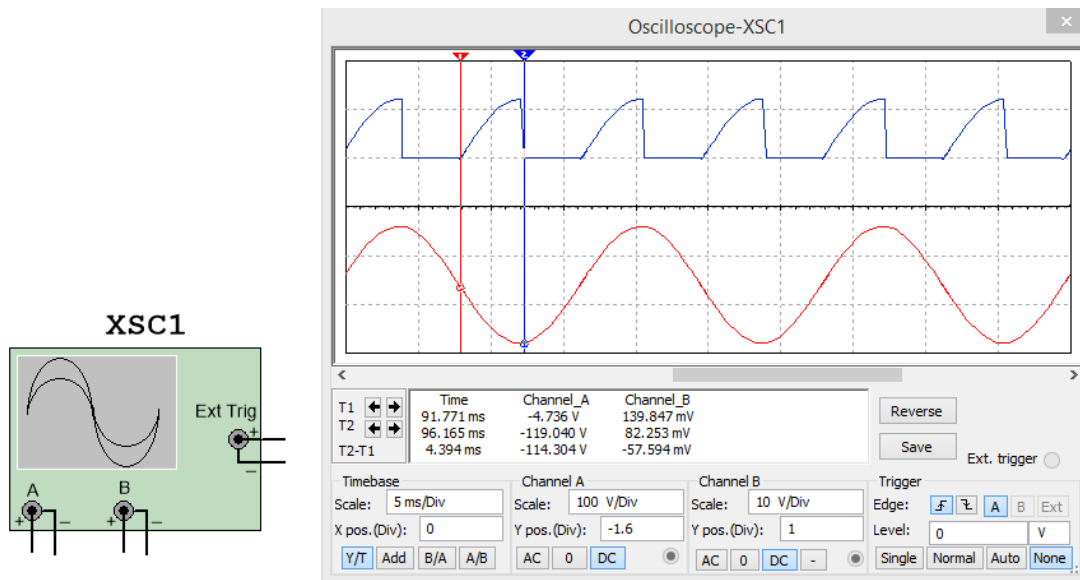 Oscilloscope-XSC1
×
1
2
XSC1
Ext Trig
+
−
A
B
+
−
+
−
Time Channel_A Channel_B
T1 91.771 ms -4.736 V 139.847 mV
T2 96.165 ms -119.040 V 82.253 mV
T2-T1 4.394 ms -114.304 V -57.594 mV
Reverse
Save
Ext. trigger
Timebase
Scale: 5 ms/Div
X pos.(Div): 0
Y/T Add B/A A/B
Channel A
Scale: 100 V/Div
Y pos.(Div): -1.6
AC 0 DC
Channel B
Scale: 10 V/Div
Y pos.(Div): 1
AC 0 DC -
Trigger
Edge: A B Ext
Level: 0 V
Single Normal Auto None